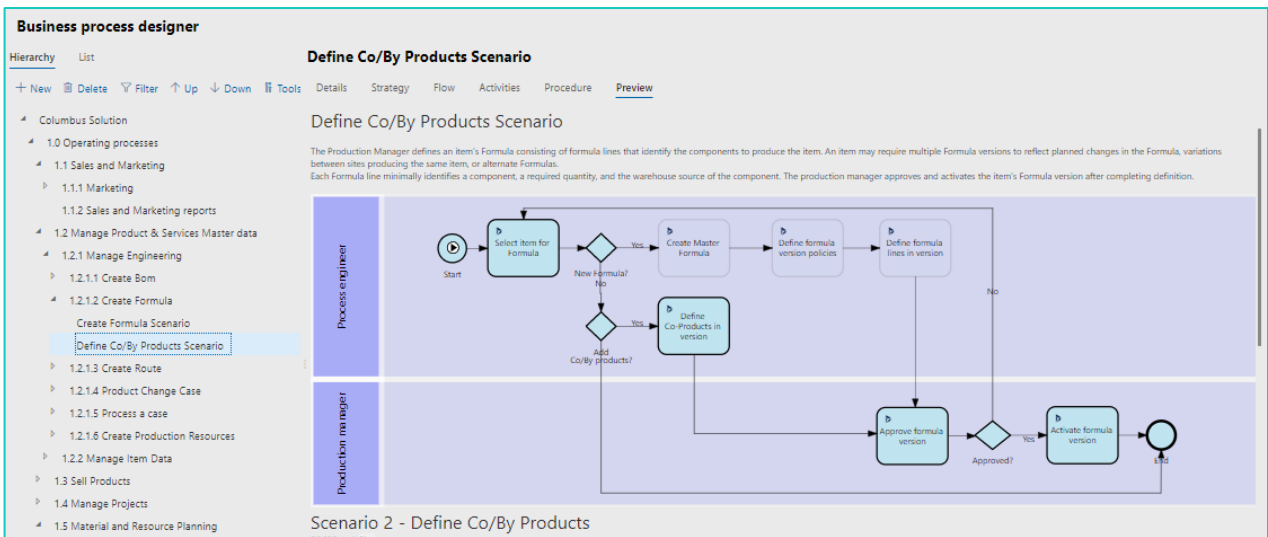 Business process designer
Hierarchy List
Define Co/By Products Scenario
New Delete Filter Up Down Tools
Details Strategy Flow Activities Procedure Preview
Columbus Solution
1.0 Operating processes
1.1 Sales and Marketing
1.1.1 Marketing
1.1.2 Sales and Marketing reports
1.2 Manage Product & Services Master data
1.2.1 Manage Engineering
1.2.1.1 Create Bom
1.2.1.2 Create Formula
Create Formula Scenario
Define Co/By Products Scenario
1.2.1.3 Create Route
1.2.1.4 Product Change Case
1.2.1.5 Process a case
1.2.1.6 Create Production Resources
1.2.2 Manage Item Data
1.3 Sell Products
1.4 Manage Projects
1.5 Material and Resource Planning
Define Co/By Products Scenario
The Production Manager defines an item's Formula consisting of formula lines that identify the components to produce the item. An item may require multiple Formula versions to reflect planned changes in the Formula, variations
between sites producing the same item, or alternate Formulas.
Each Formula line minimally identifies a component, a required quantity, and the warehouse source of the component. The production manager approves and activates the item's Formula version after completing definition.
Process engineer
Start
Select item for
Formula
New Formula?
No
Yes
Create Master
Formula
Define formula
version policies
Define formula
lines in version
No
Add
Co/By products?
Yes
Define
Co-Products in
version
Production manager
Approve formula
version
Approved?
Yes
Activate formula
version
End
Scenario 2 - Define Co/By Products